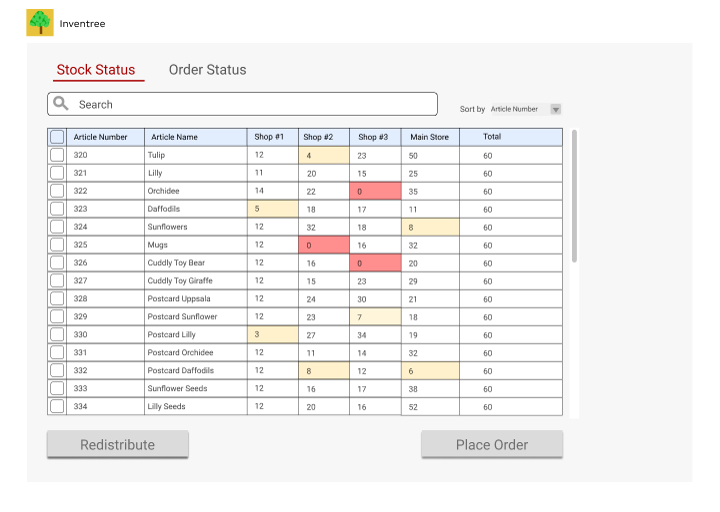 Inventree
Stock Status Order Status
Search
Sort by Article Number
Article Number Article Name Shop #1 Shop #2 Shop #3 Main Store Total
320 Tulip 12 4 23 50 60
321 Lilly 11 20 15 25 60
322 Orchidee 14 22 0 35 60
323 Daffodils 5 18 17 11 60
324 Sunflowers 12 32 18 8 60
325 Mugs 12 0 16 32 60
326 Cuddly Toy Bear 12 16 0 20 60
327 Cuddly Toy Giraffe 12 15 23 29 60
328 Postcard Uppsala 12 24 30 21 60
329 Postcard Sunflower 12 23 7 18 60
330 Postcard Lilly 3 27 34 19 60
331 Postcard Orchidee 12 11 14 32 60
332 Postcard Daffodils 12 8 12 6 60
333 Sunflower Seeds 12 16 17 38 60
334 Lilly Seeds 12 20 16 52 60
Redistribute Place Order